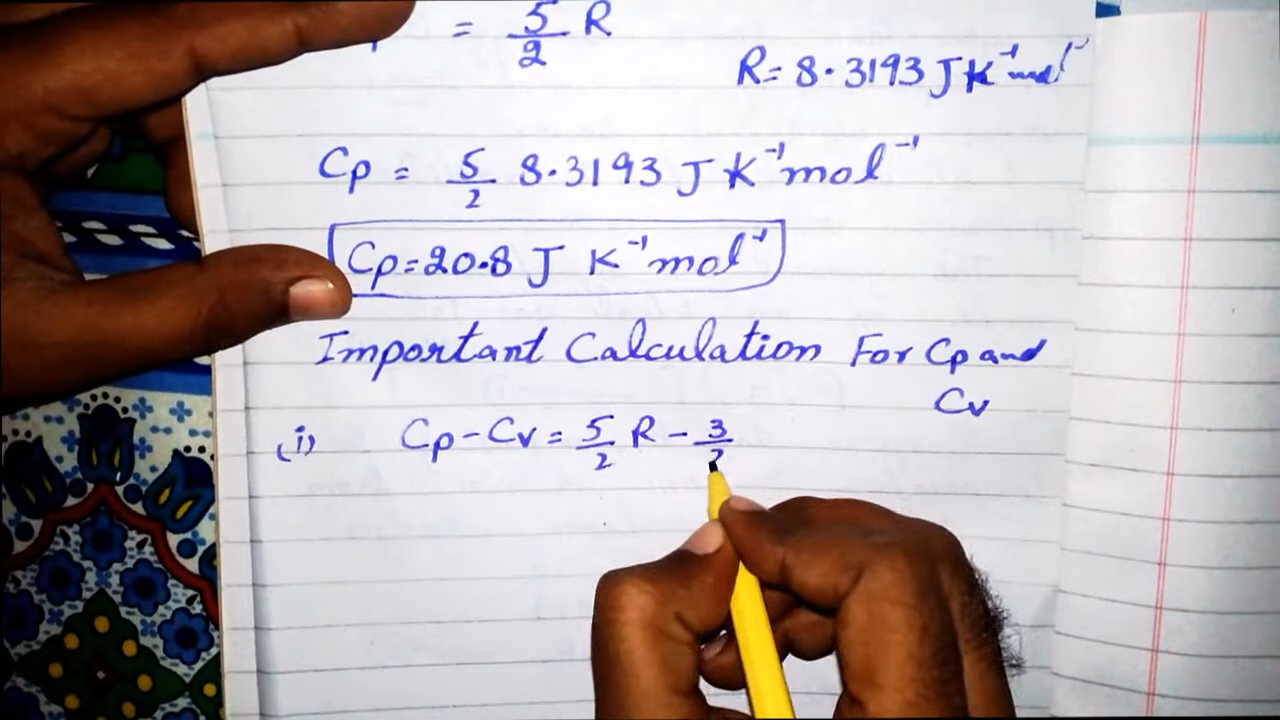 = 5/2 R
R = 8.3193 J K⁻¹ mol⁻¹
Cp = 5/2 8.3193 J K⁻¹ mol⁻¹
Cp = 20.8 J K⁻¹ mol⁻¹
Important Calculation For Cp and
Cv
(i) Cp - Cv = 5/2 R - 3/2